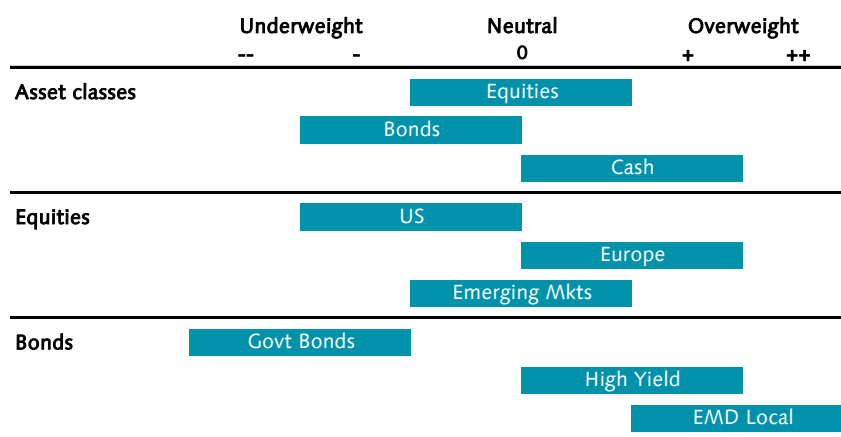 Underweight Neutral Overweight
-- - 0 + ++
Asset classes Equities
Bonds
Cash
Equities US
Europe
Emerging Mkts
Bonds Govt Bonds
High Yield
EMD Local